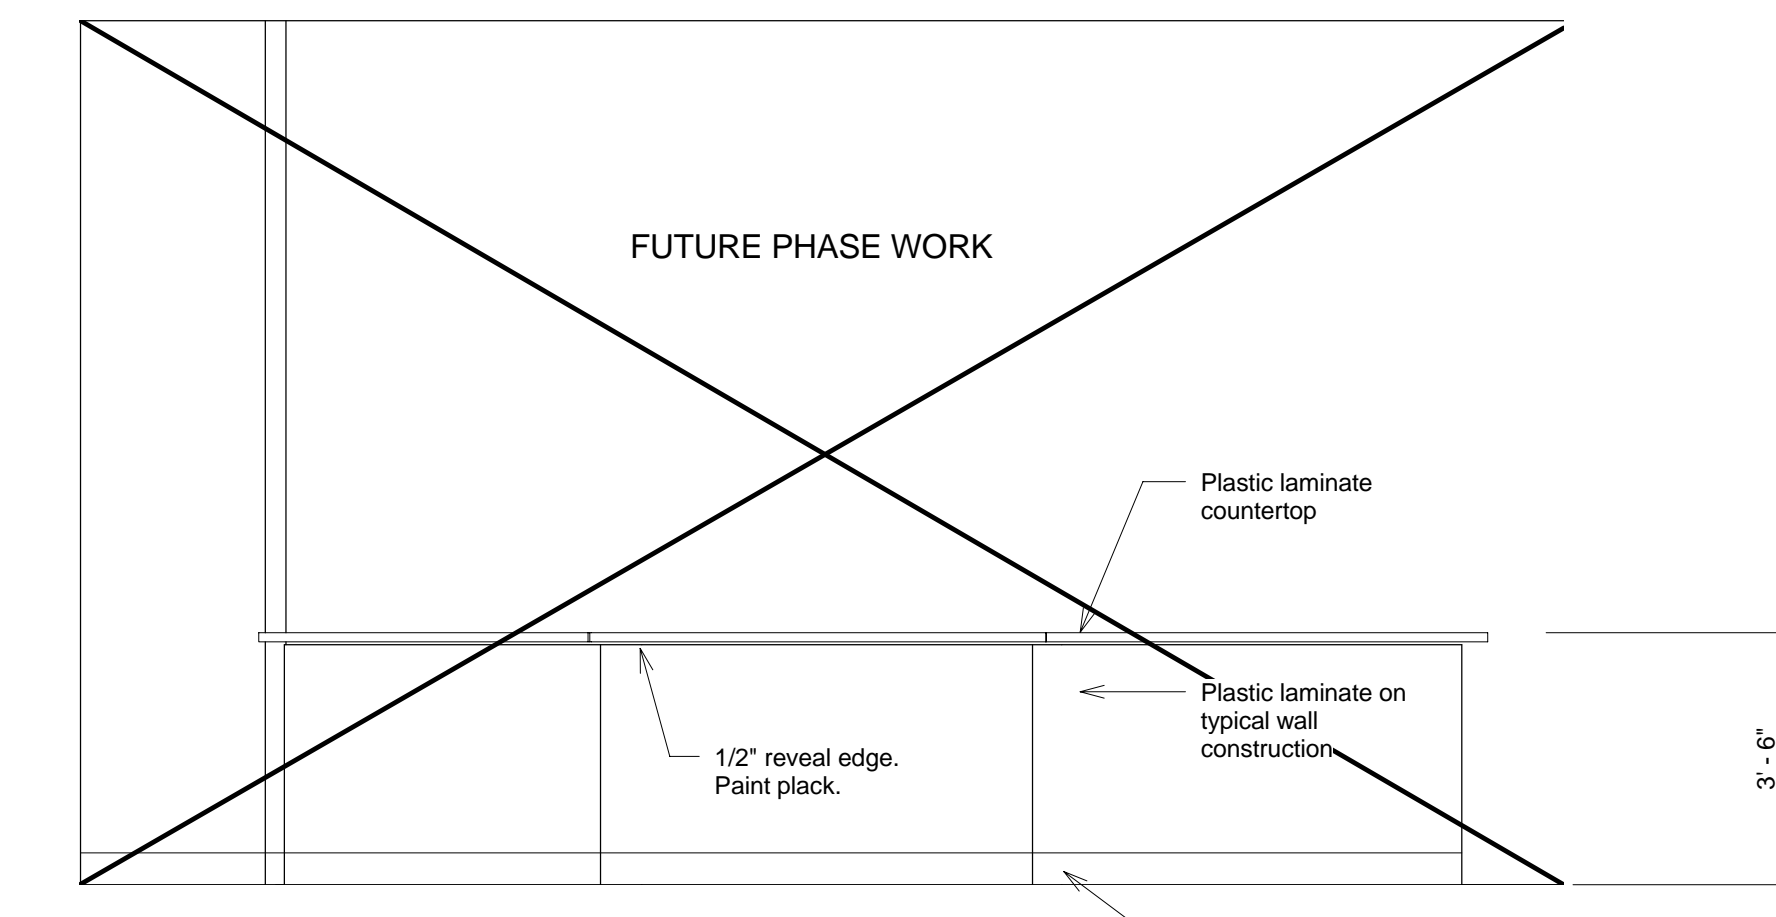 FUTURE PHASE WORK
Plastic laminate
countertop
Plastic laminate on
typical wall
construction
1/2" reveal edge.
Paint plack.
3' - 6"